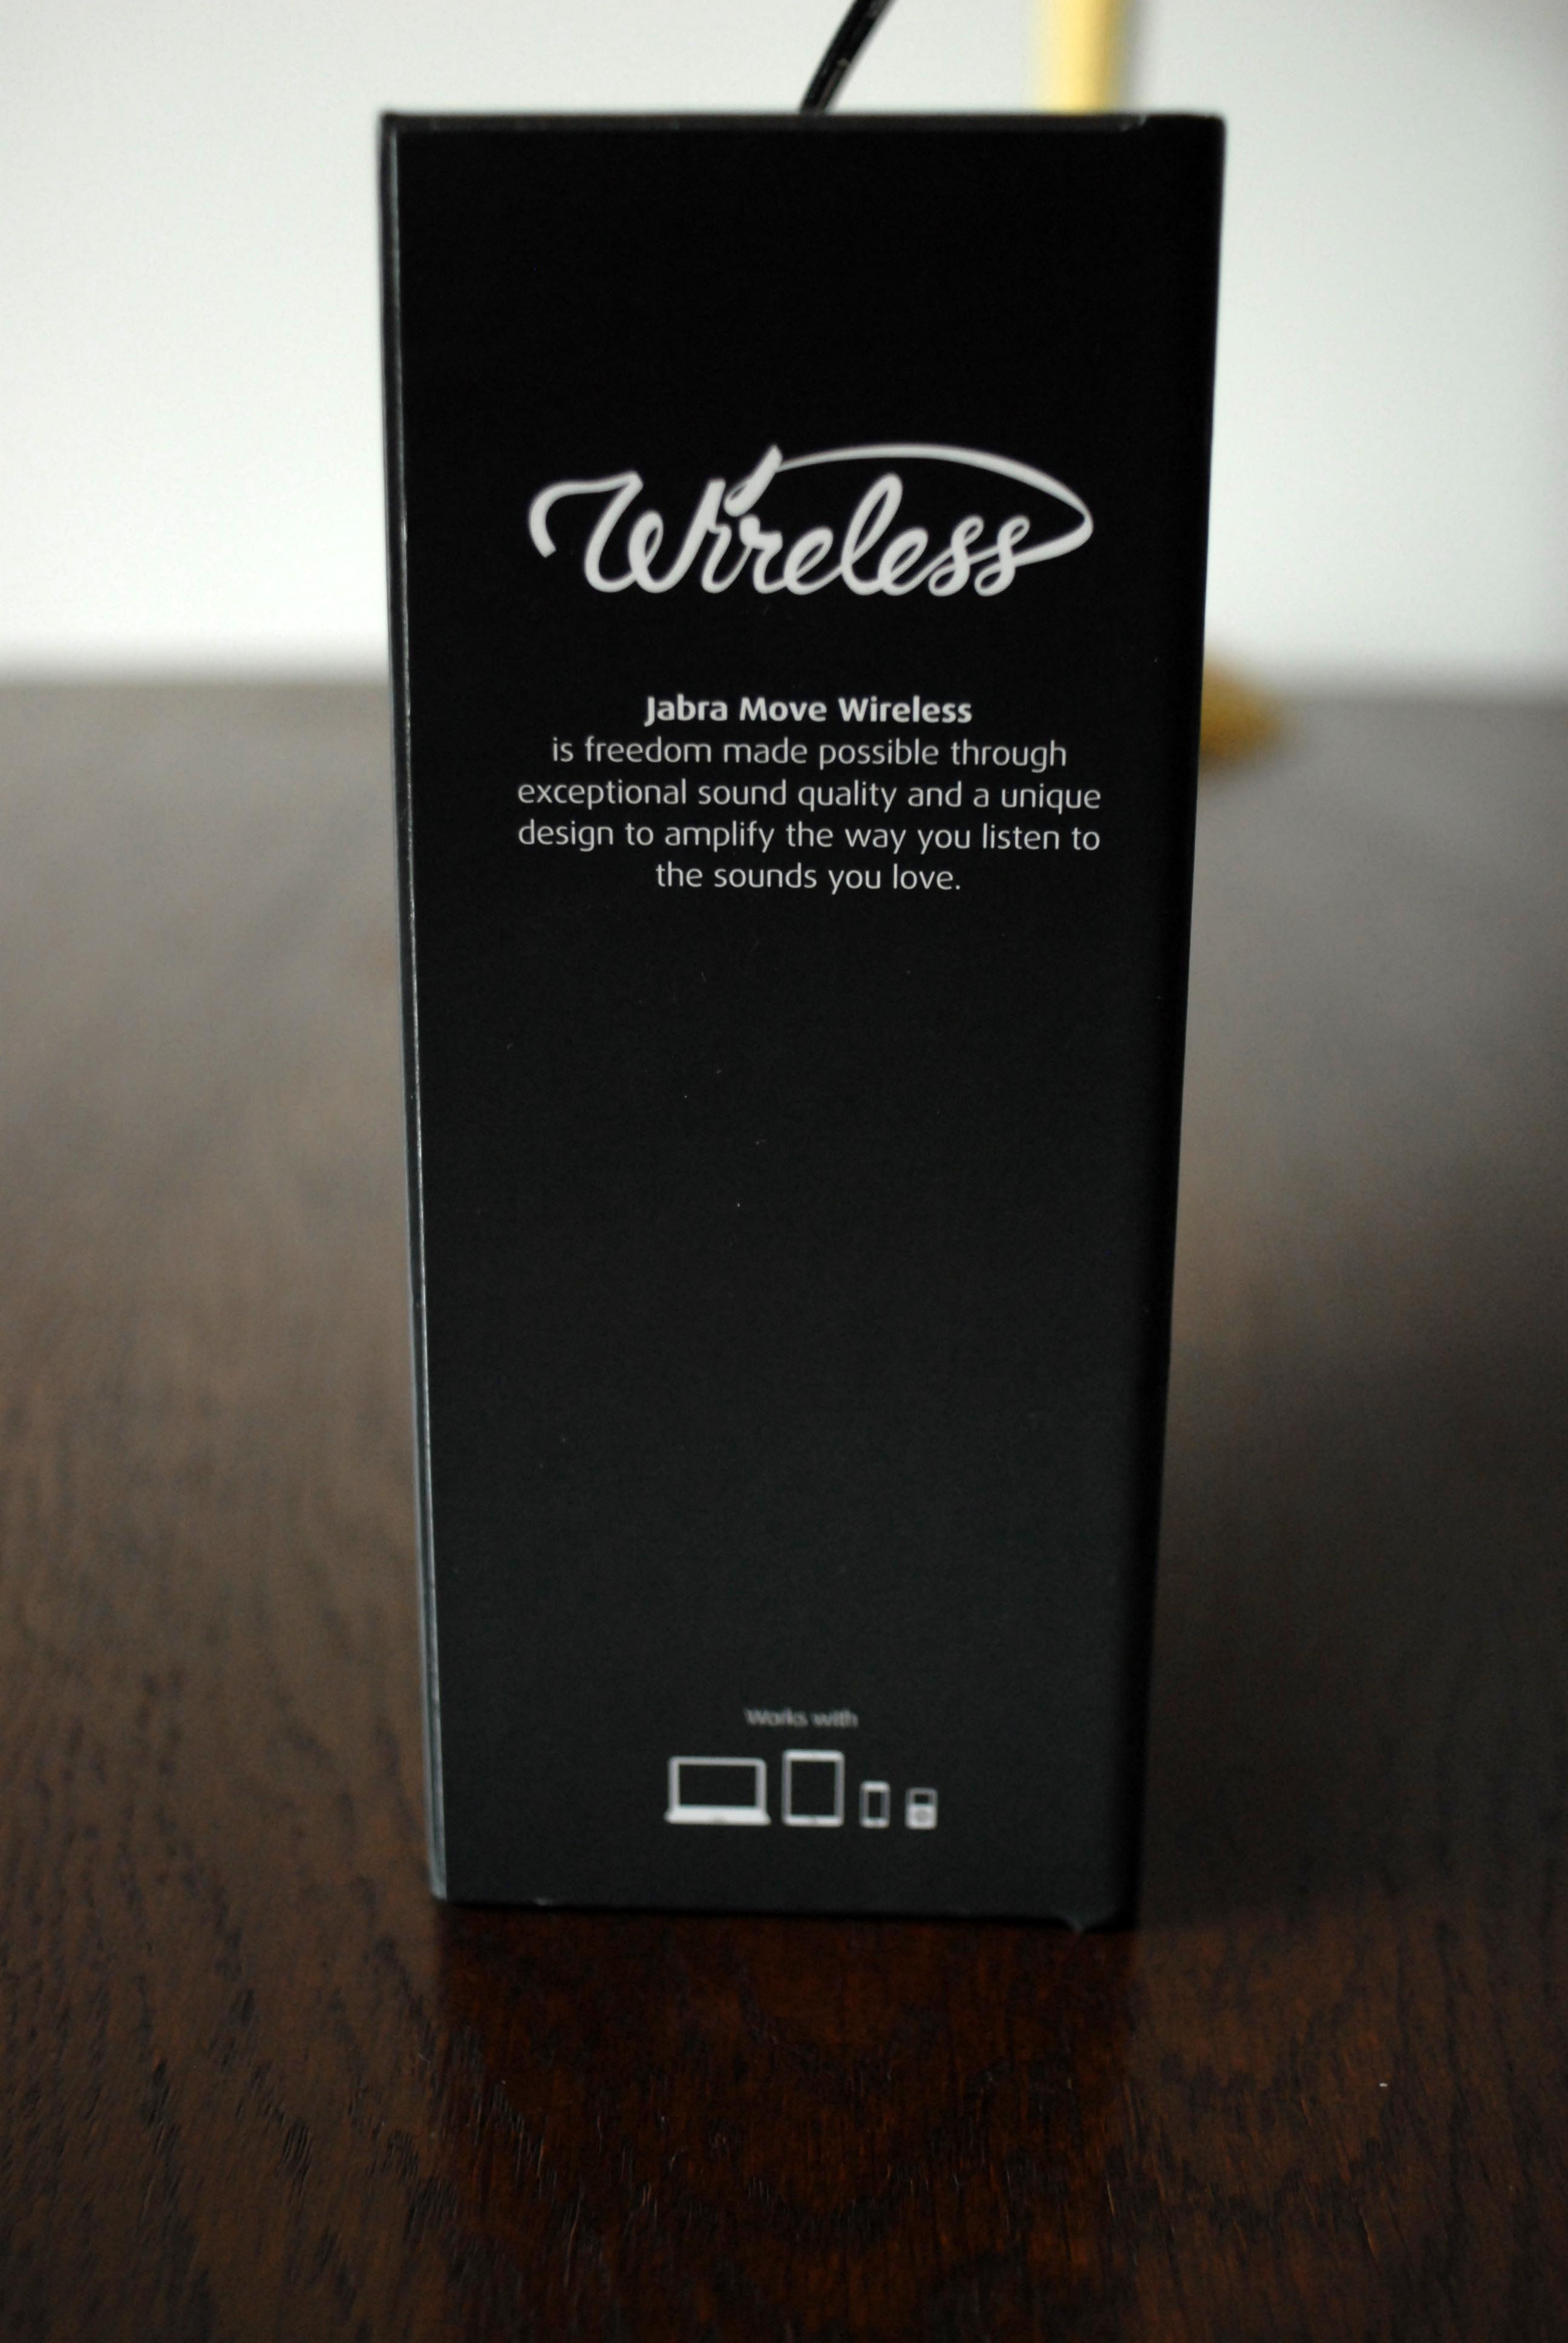 Wireless
Jabra Move Wireless
is freedom made possible through
exceptional sound quality and a unique
design to amplify the way you listen to
the sounds you love.
Works with